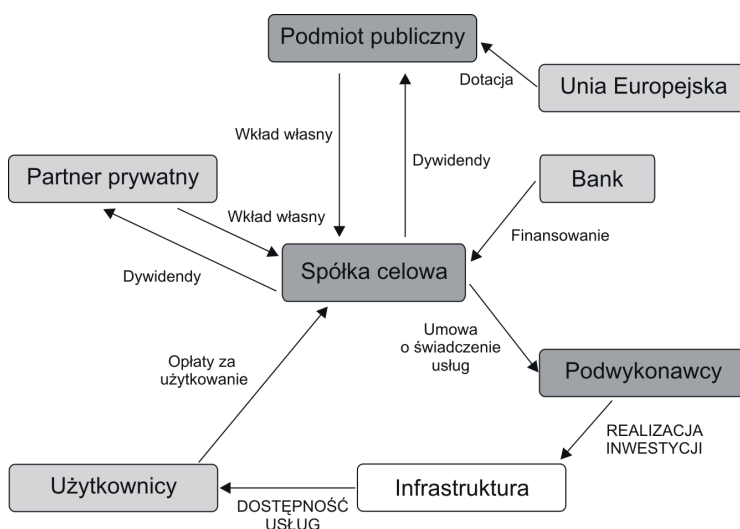 Podmiot publiczny
Dotacja
Unia Europejska
Wkład własny
Dywidendy
Partner prywatny
Bank
Wkład własny
Finansowanie
Spółka celowa
Dywidendy
Umowa
o świadczenie
usług
Opłaty za
użytkowanie
Podwykonawcy
REALIZACJA
INWESTYCJI
Użytkownicy
Infrastruktura
DOSTĘPNOŚĆ
USŁUG